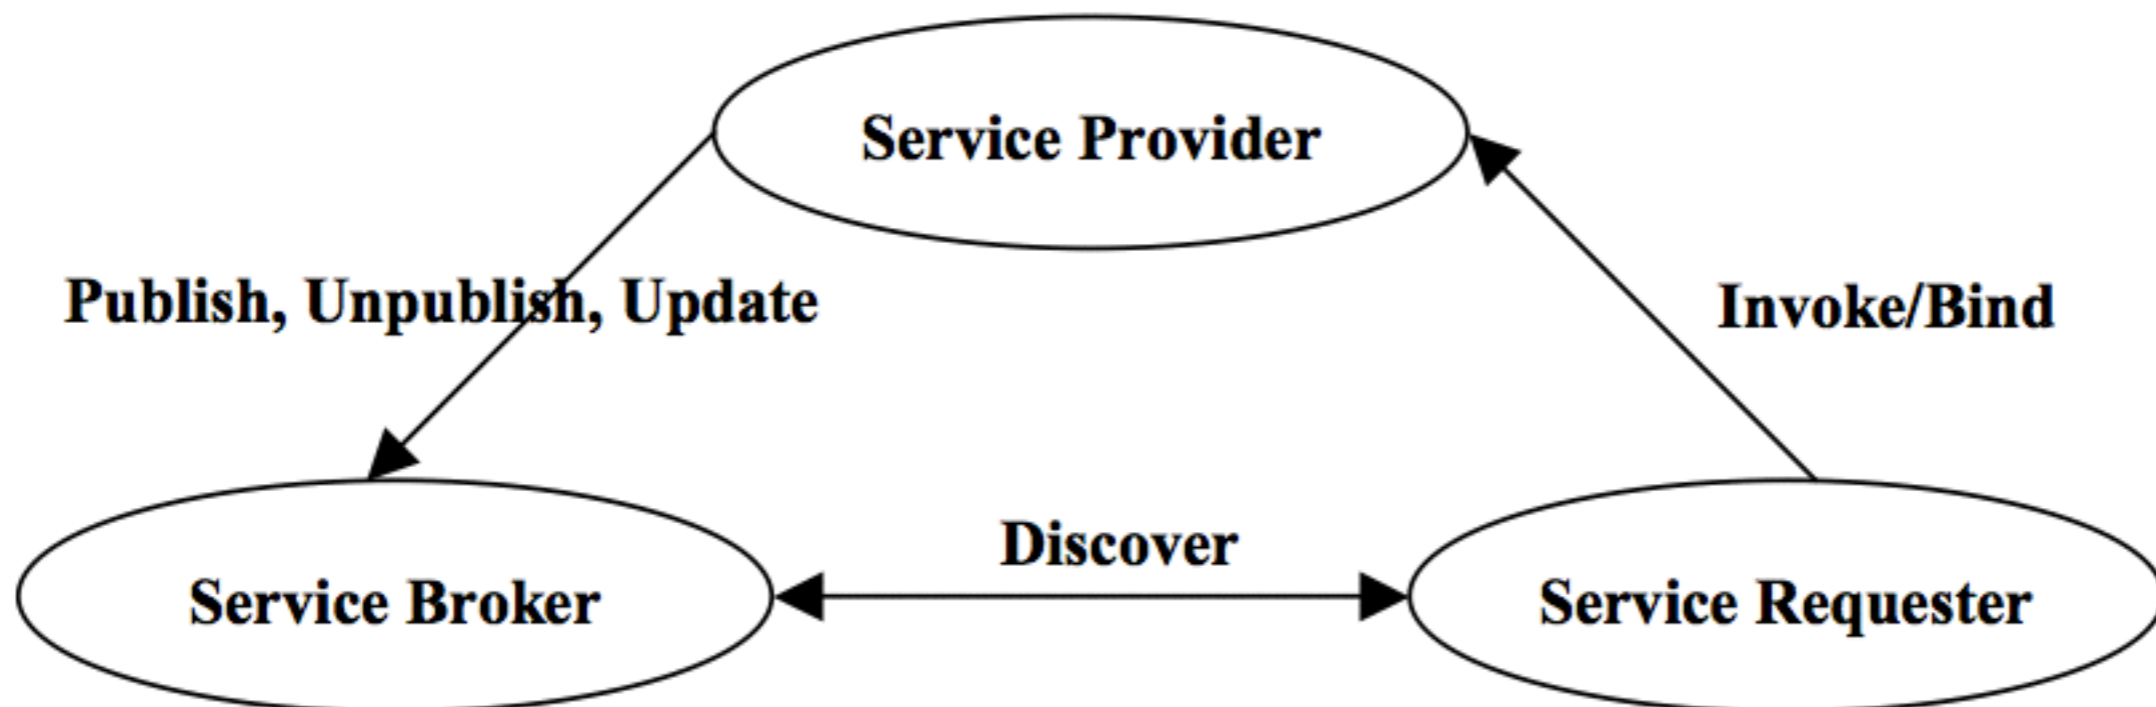 Service Provider
Publish, Unpublish, Update
Invoke/Bind
Discover
Service Broker
Service Requester